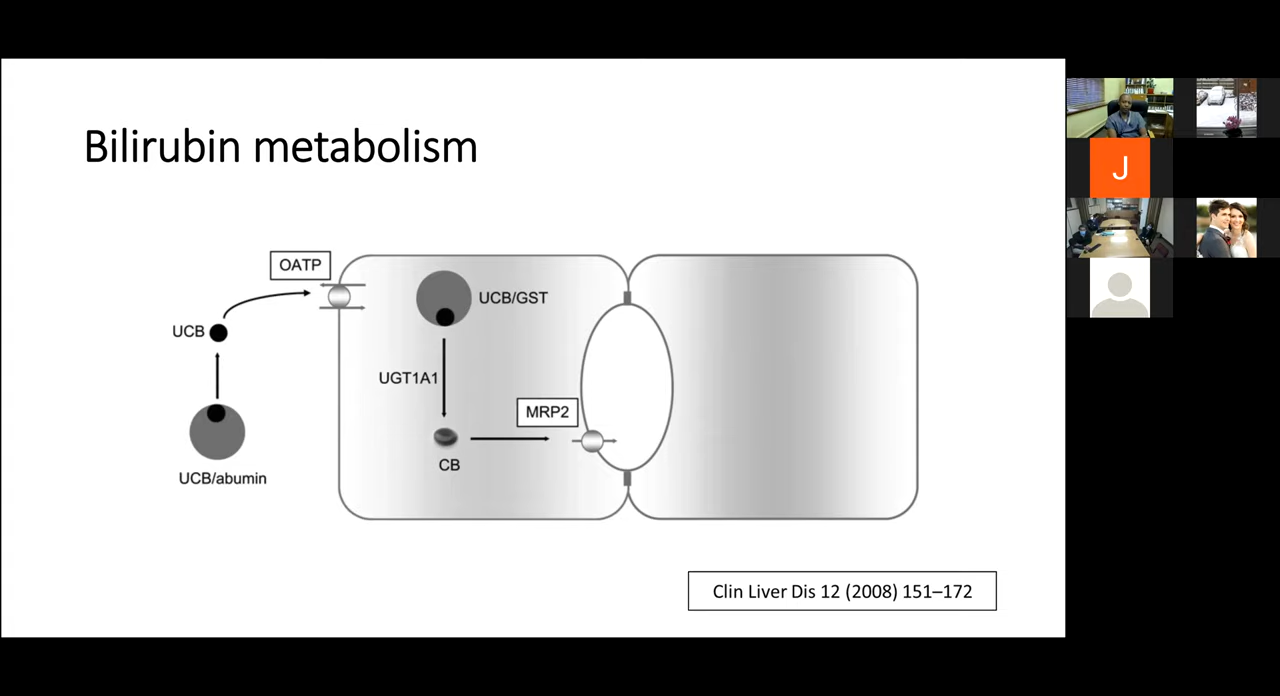 Bilirubin metabolism
OATP
UCB/GST
UCB
UGT1A1
MRP2
CB
UCB/abumin
Clin Liver Dis 12 (2008) 151–172
J